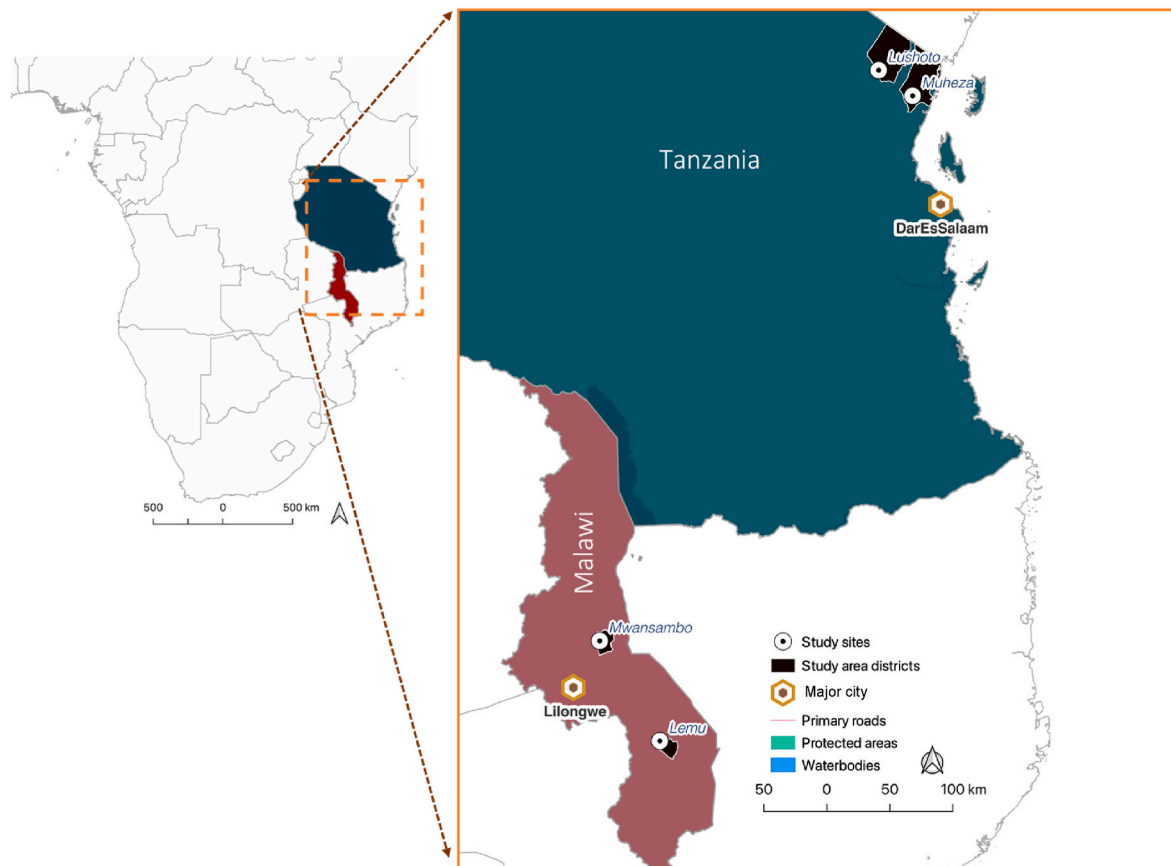 500 0 500 km
Lushoto
Muheza
Tanzania
DarEsSalaam
Malawi
Mwansambo
Lilongwe
Lemu
Study sites
Study area districts
Major city
Primary roads
Protected areas
Waterbodies
50 0 50 100 km